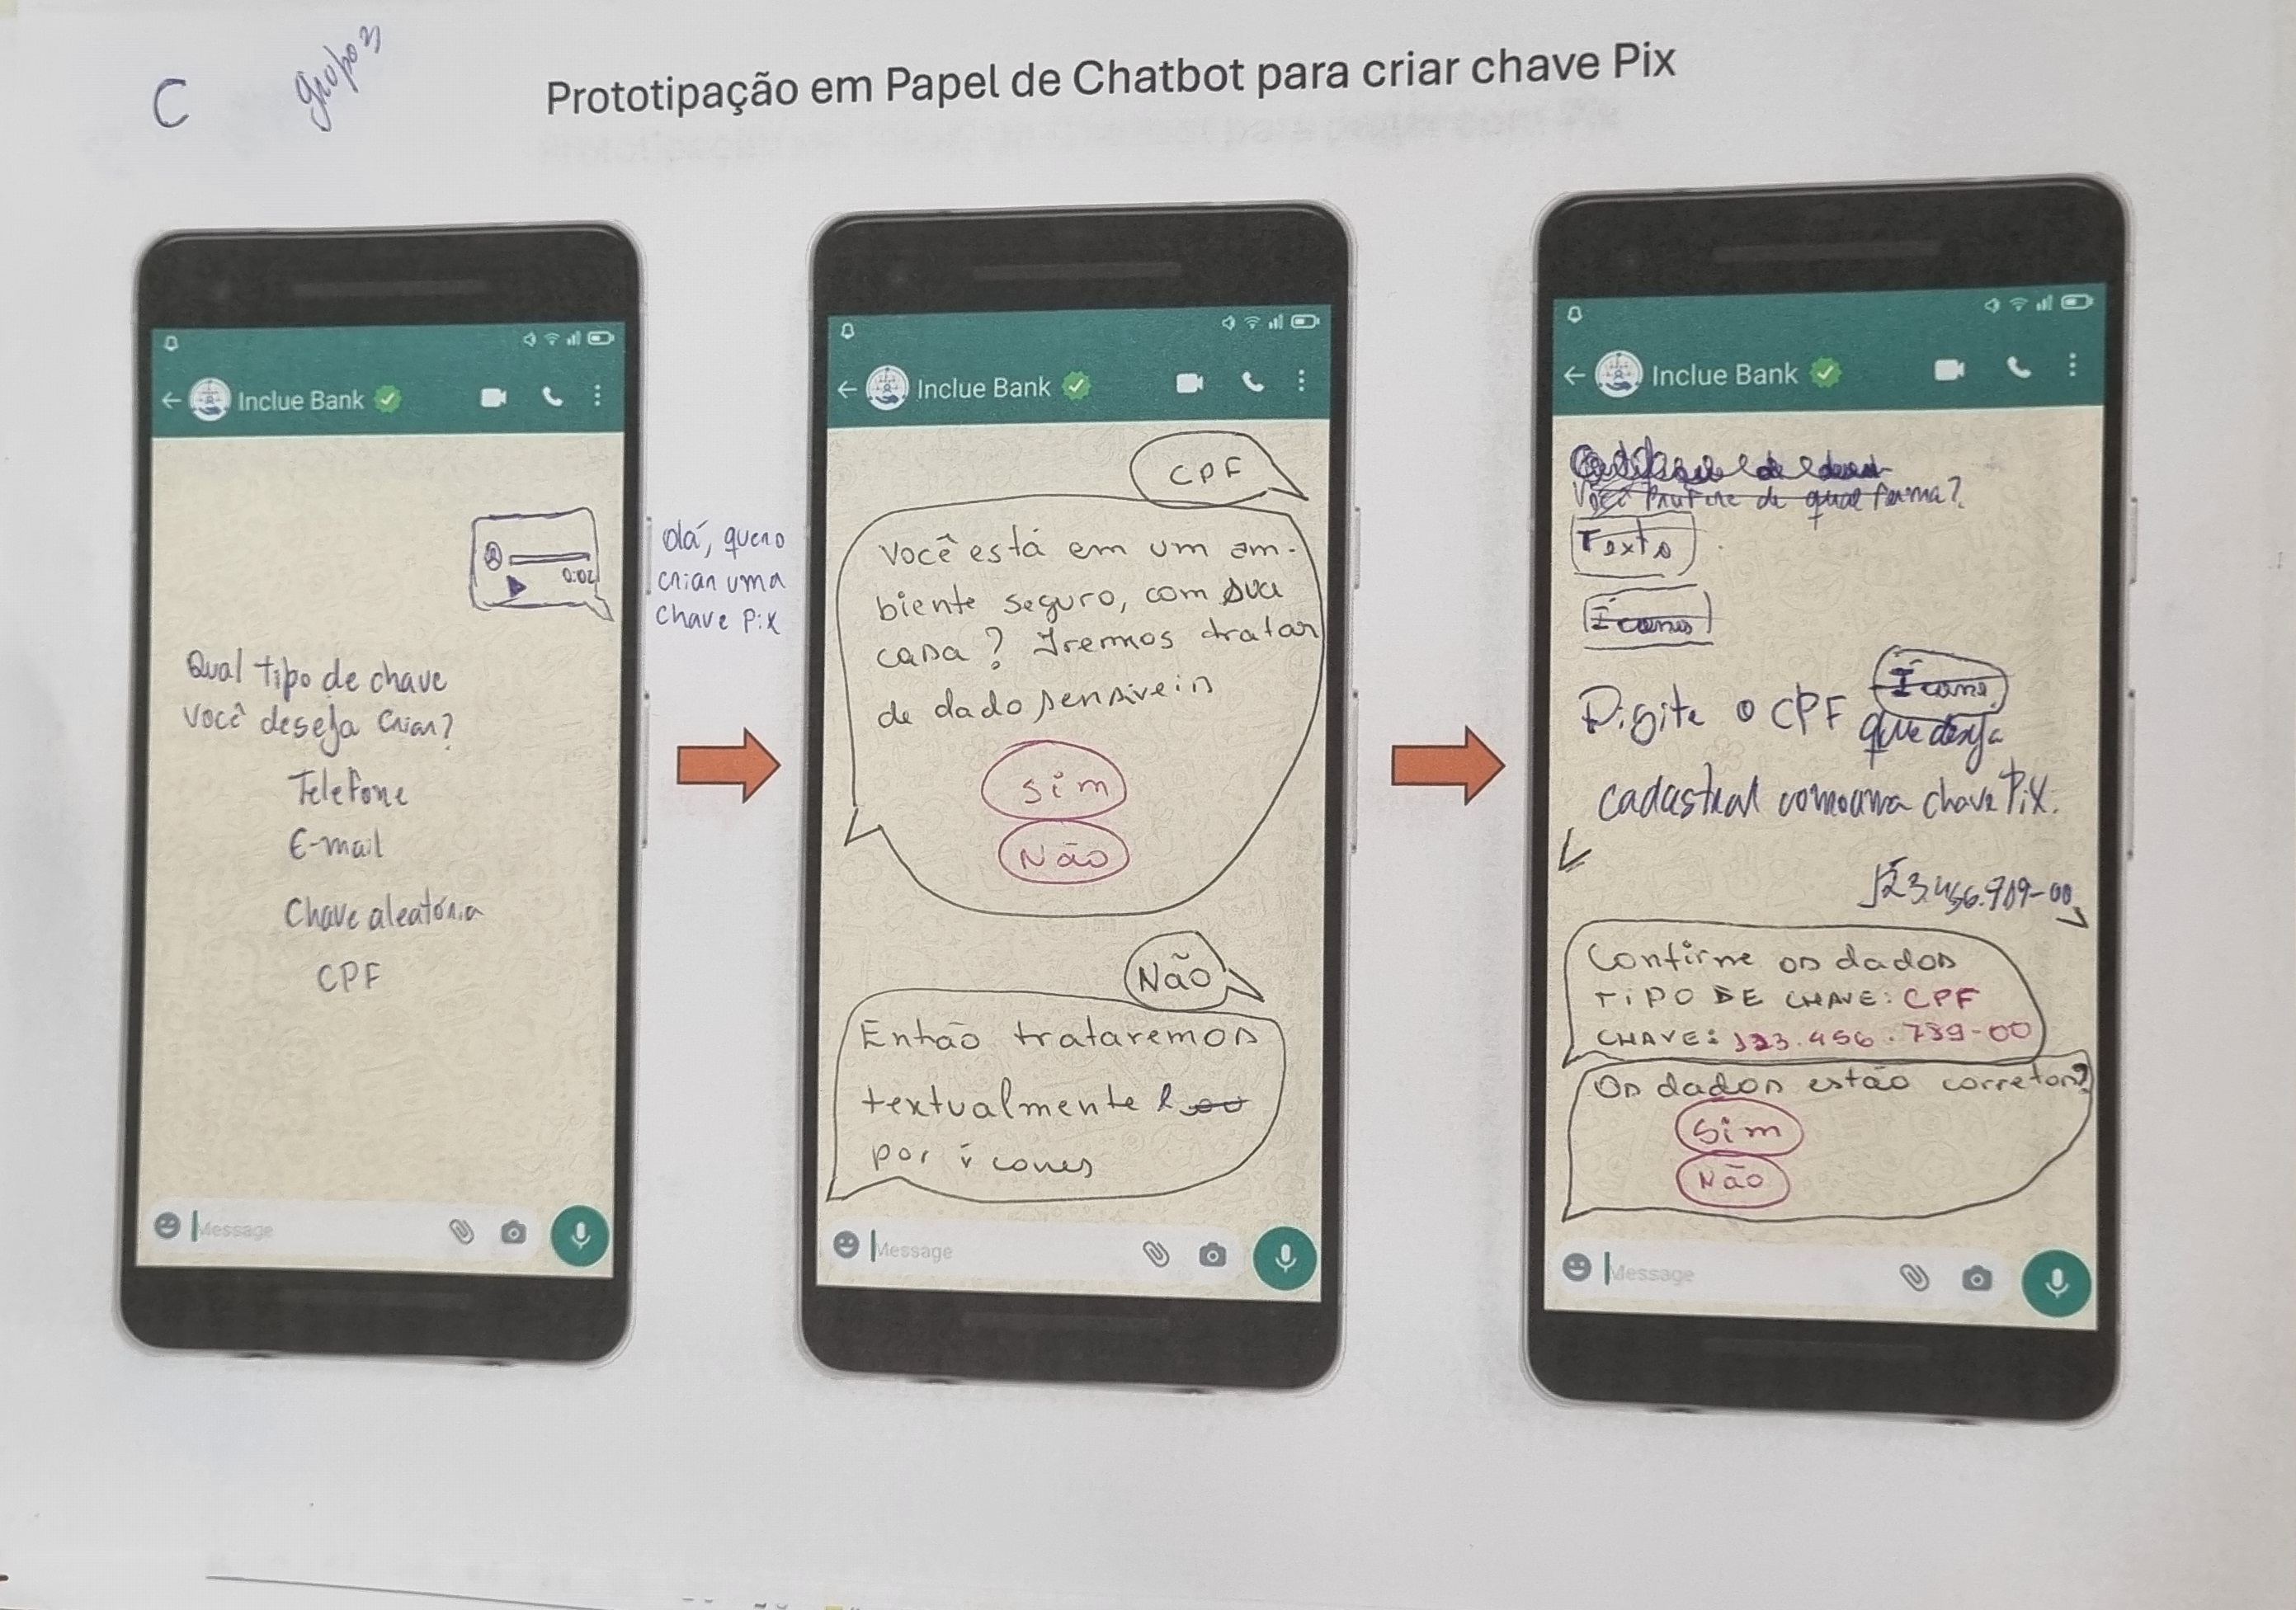 C
grupo 3
Prototipação em Papel de Chatbot para criar chave Pix
Inclue Bank
0:02
Olá, quero
criar uma
chave Pix
Qual tipo de chave
você deseja criar?
Telefone
E-mail
Chave aleatória
CPF
Message
Inclue Bank
CPF
Você está em um am-
biente seguro, com sua
casa? Iremos tratar
de dado sensiveis
Sim
Não
Não
Então trataremos
textualmente e ou
por ícones
Message
Inclue Bank
Você prefere de qual forma?
Texto
Ícones
Ícones
Digite o CPF que deseja
cadastrar como uma chave Pix.
123.456.789-00
Confirme os dados
TIPO DE CHAVE: CPF
CHAVE: 123.456.789-00
Os dados estão corretos?
Sim
Não
Message